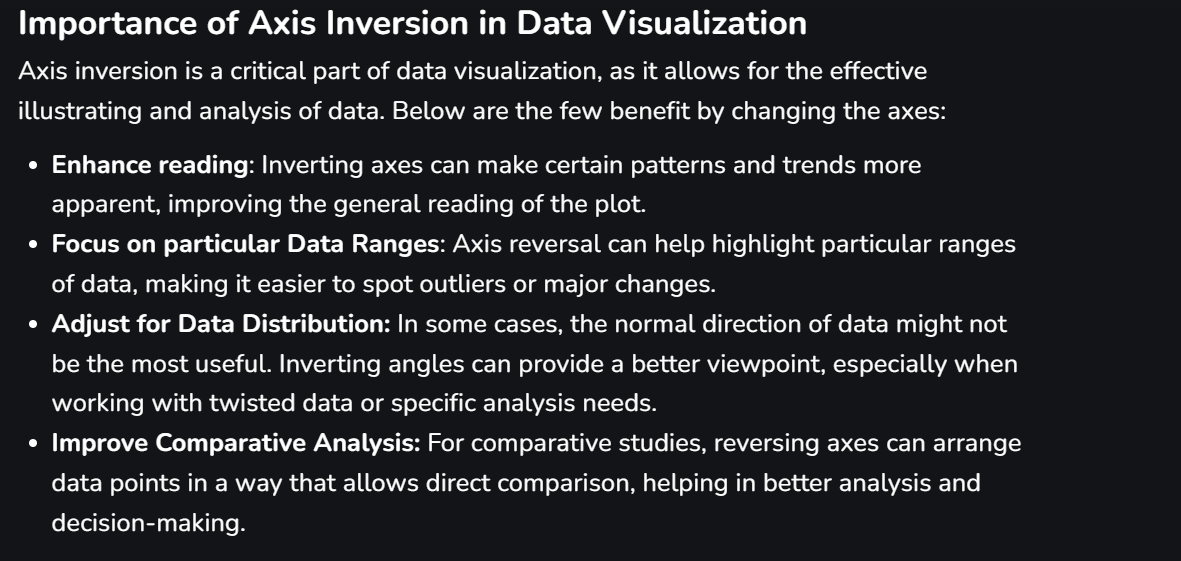 Importance of Axis Inversion in Data Visualization
Axis inversion is a critical part of data visualization, as it allows for the effective
illustrating and analysis of data. Below are the few benefit by changing the axes:
• Enhance reading: Inverting axes can make certain patterns and trends more
apparent, improving the general reading of the plot.
• Focus on particular Data Ranges: Axis reversal can help highlight particular ranges
of data, making it easier to spot outliers or major changes.
• Adjust for Data Distribution: In some cases, the normal direction of data might not
be the most useful. Inverting angles can provide a better viewpoint, especially when
working with twisted data or specific analysis needs.
• Improve Comparative Analysis: For comparative studies, reversing axes can arrange
data points in a way that allows direct comparison, helping in better analysis and
decision-making.